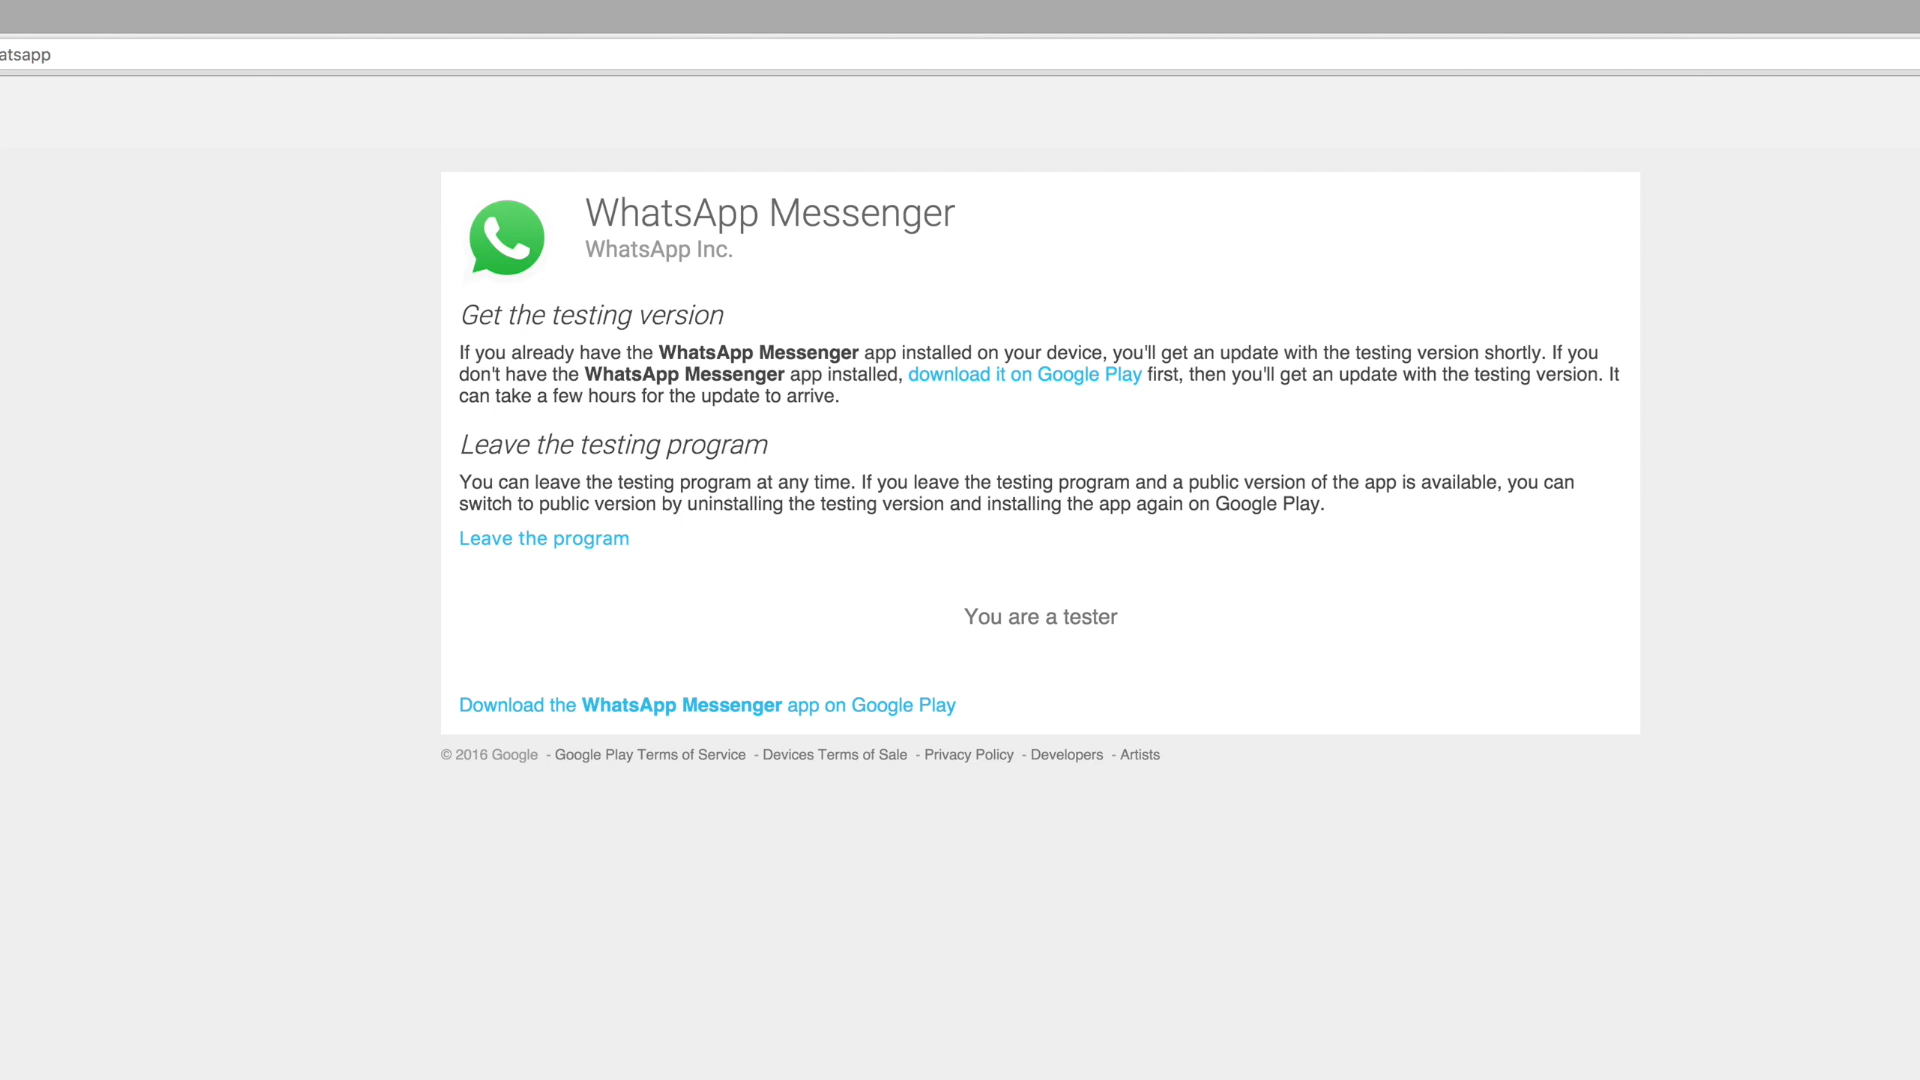 atsapp
WhatsApp Messenger
WhatsApp Inc.
Get the testing version
If you already have the WhatsApp Messenger app installed on your device, you'll get an update with the testing version shortly. If you
don't have the WhatsApp Messenger app installed, download it on Google Play first, then you'll get an update with the testing version. It
can take a few hours for the update to arrive.
Leave the testing program
You can leave the testing program at any time. If you leave the testing program and a public version of the app is available, you can
switch to public version by uninstalling the testing version and installing the app again on Google Play.
Leave the program
You are a tester
Download the WhatsApp Messenger app on Google Play
© 2016 Google - Google Play Terms of Service - Devices Terms of Sale - Privacy Policy - Developers - Artists